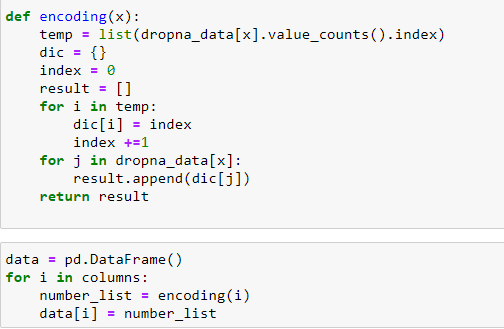 def encoding(x):
    temp = list(dropna_data[x].value_counts().index)
    dic = {}
    index = 0
    result = []
    for i in temp:
        dic[i] = index
        index +=1
    for j in dropna_data[x]:
        result.append(dic[j])
    return result
data = pd.DataFrame()
for i in columns:
    number_list = encoding(i)
    data[i] = number_list